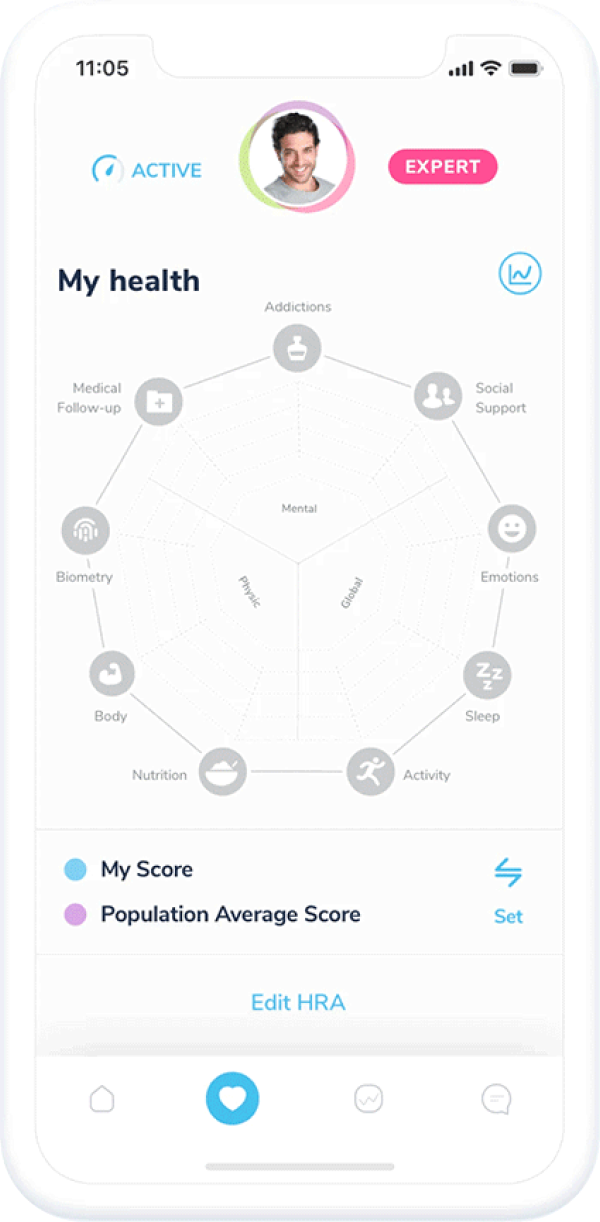 11:05
ACTIVE
EXPERT
My health
Addictions
Medical
Follow-up
Social
Support
Mental
Biometry
Emotions
Physic
Global
Body
Sleep
Nutrition
Activity
My Score
Population Average Score
Set
Edit HRA